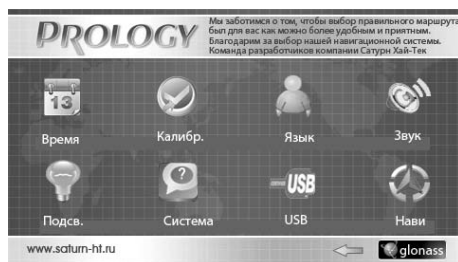 PROLOGY
Мы заботимся о том, чтобы выбор правильного маршрута
был для вас как можно более удобным и приятным.
Благодарим за выбор нашей навигационной системы.
Команда разработчиков компании Сатурн Хай-Тек
13
Время
Калибр.
Язык
Звук
?
USB
Подсв.
Система
USB
Нави
www.saturn-ht.ru
glonass